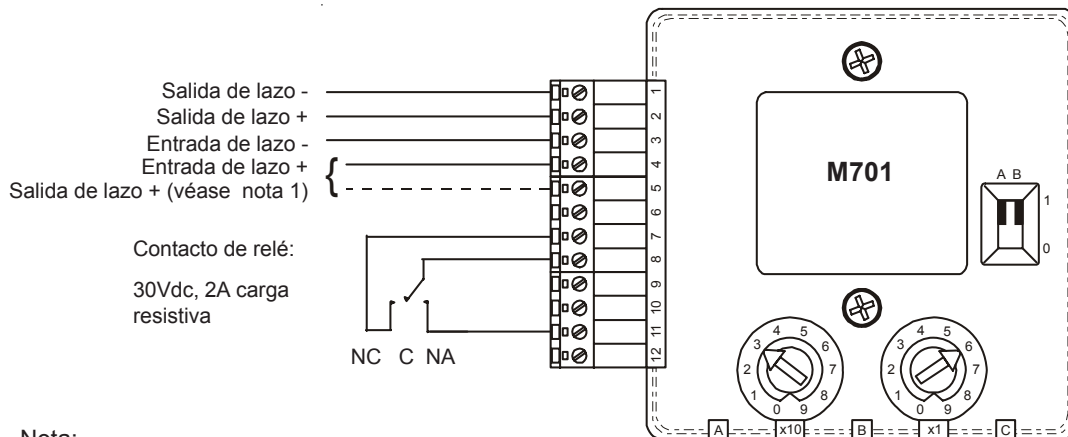 Salida de lazo -
Salida de lazo +
Entrada de lazo -
Entrada de lazo +
{
Salida de lazo + (véase nota 1)
Contacto de relé:
30Vdc, 2A carga
resistiva
NC C NA
1
2
3
4
5
6
7
8
9
10
11
12
M701
A B
1
0
0 1 2 3 4 5 6 7 8 9
0 1 2 3 4 5 6 7 8 9
A x10 B x1 C
Nota: